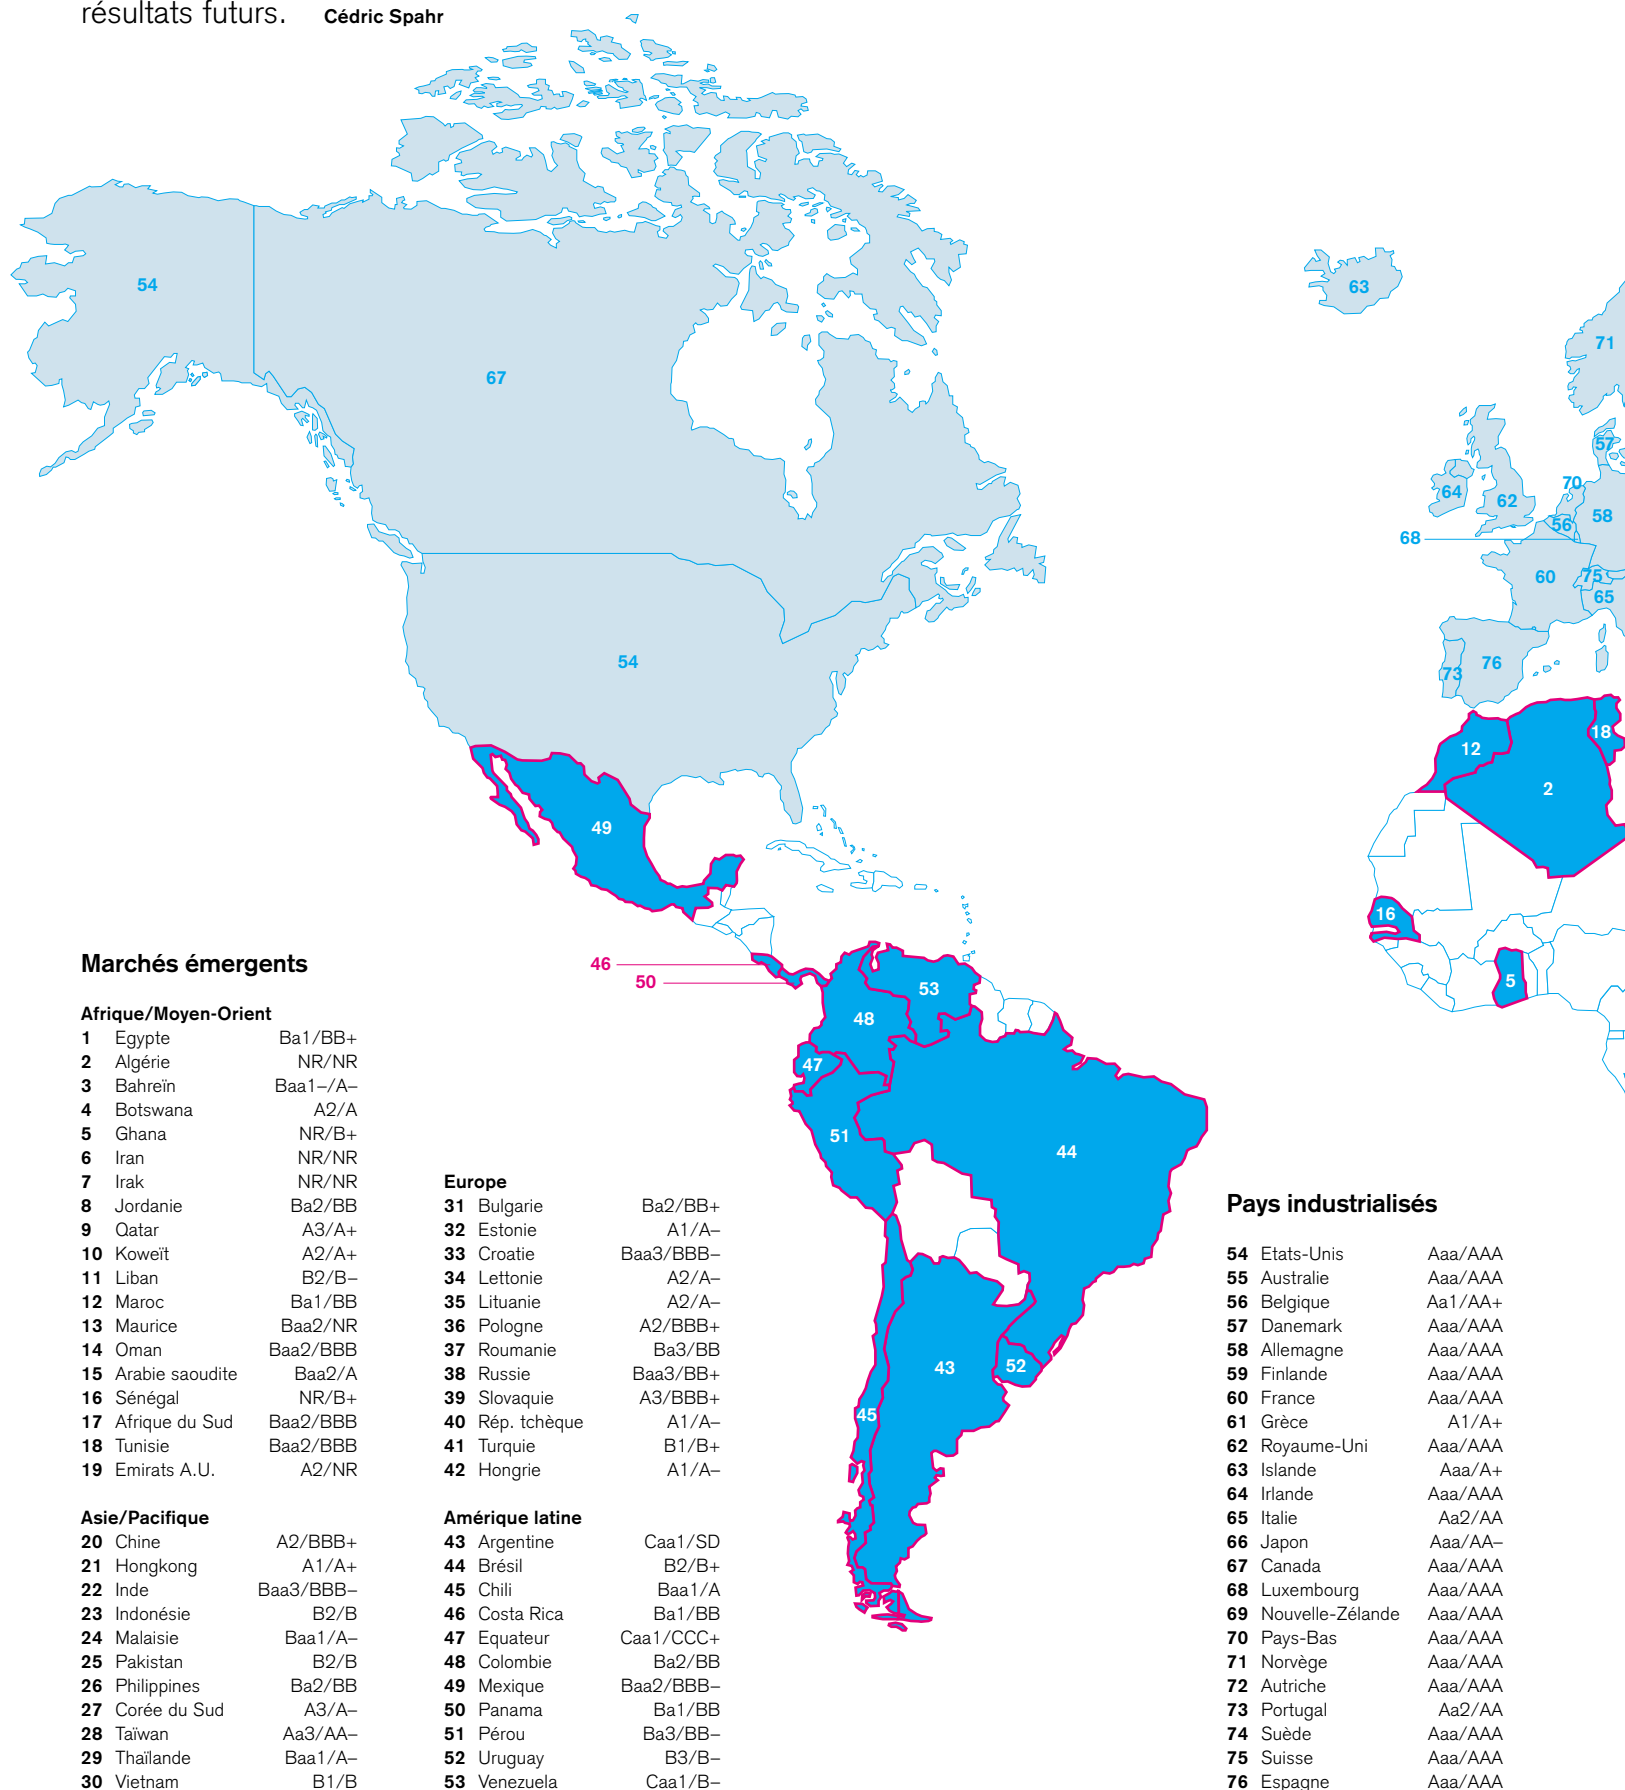 résultats futurs. Cédric Spahr
54
63
71
67
57
70
64
62
56
58
68
60
75
65
54
76
73
18
12
2
49
16
46
50
5
53
48
47
51
44
52
43
45
Marchés émergents
Afrique/Moyen-Orient
1 Egypte Ba1/BB+
2 Algérie NR/NR
3 Bahreïn Baa1–/A–
4 Botswana A2/A
5 Ghana NR/B+
6 Iran NR/NR
7 Irak NR/NR
8 Jordanie Ba2/BB
9 Qatar A3/A+
10 Koweït A2/A+
11 Liban B2/B–
12 Maroc Ba1/BB
13 Maurice Baa2/NR
14 Oman Baa2/BBB
15 Arabie saoudite Baa2/A
16 Sénégal NR/B+
17 Afrique du Sud Baa2/BBB
18 Tunisie Baa2/BBB
19 Emirats A.U. A2/NR
Asie/Pacifique
20 Chine A2/BBB+
21 Hongkong A1/A+
22 Inde Baa3/BBB–
23 Indonésie B2/B
24 Malaisie Baa1/A–
25 Pakistan B2/B
26 Philippines Ba2/BB
27 Corée du Sud A3/A–
28 Taïwan Aa3/AA–
29 Thaïlande Baa1/A–
30 Vietnam B1/B
Europe
31 Bulgarie Ba2/BB+
32 Estonie A1/A–
33 Croatie Baa3/BBB–
34 Lettonie A2/A–
35 Lituanie A2/A–
36 Pologne A2/BBB+
37 Roumanie Ba3/BB
38 Russie Baa3/BB+
39 Slovaquie A3/BBB+
40 Rép. tchèque A1/A–
41 Turquie B1/B+
42 Hongrie A1/A–
Amérique latine
43 Argentine Caa1/SD
44 Brésil B2/B+
45 Chili Baa1/A
46 Costa Rica Ba1/BB
47 Equateur Caa1/CCC+
48 Colombie Ba2/BB
49 Mexique Baa2/BBB–
50 Panama Ba1/BB
51 Pérou Ba3/BB–
52 Uruguay B3/B–
53 Venezuela Caa1/B–
Pays industrialisés
54 Etats-Unis Aaa/AAA
55 Australie Aaa/AAA
56 Belgique Aa1/AA+
57 Danemark Aaa/AAA
58 Allemagne Aaa/AAA
59 Finlande Aaa/AAA
60 France Aaa/AAA
61 Grèce A1/A+
62 Royaume-Uni Aaa/AAA
63 Islande Aaa/A+
64 Irlande Aaa/AAA
65 Italie Aa2/AA
66 Japon Aaa/AA–
67 Canada Aaa/AAA
68 Luxembourg Aaa/AAA
69 Nouvelle-Zélande Aaa/AAA
70 Pays-Bas Aaa/AAA
71 Norvège Aaa/AAA
72 Autriche Aaa/AAA
73 Portugal Aa2/AA
74 Suède Aaa/AAA
75 Suisse Aaa/AAA
76 Espagne Aaa/AAA